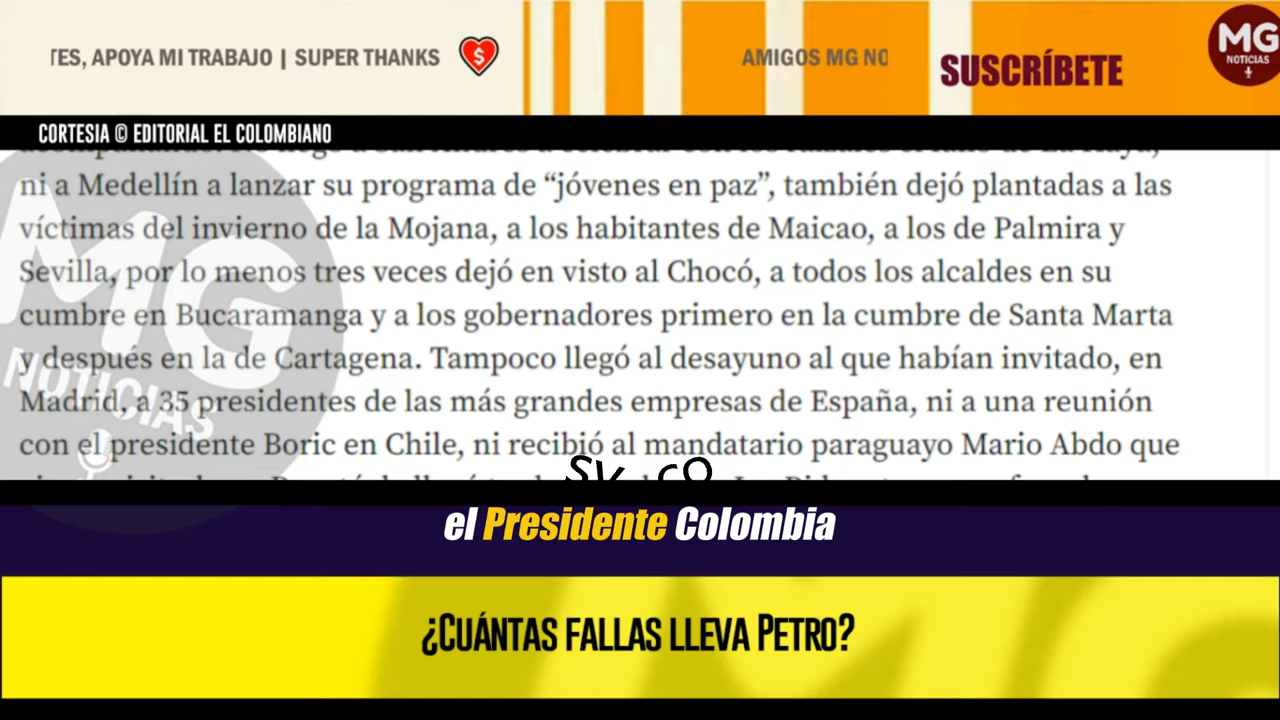 TES, APOYA MI TRABAJO | SUPER THANKS
$
AMIGOS MG NO
SUSCRÍBETE
MG
NOTICIAS
CORTESIA © EDITORIAL EL COLOMBIANO
ni a Medellín a lanzar su programa de “jóvenes en paz”, también dejó plantadas a las
víctimas del invierno de la Mojana, a los habitantes de Maicao, a los de Palmira y
Sevilla, por lo menos tres veces dejó en visto al Chocó, a todos los alcaldes en su
cumbre en Bucaramanga y a los gobernadores primero en la cumbre de Santa Marta
y después en la de Cartagena. Tampoco llegó al desayuno al que habían invitado, en
Madrid, a 35 presidentes de las más grandes empresas de España, ni a una reunión
con el presidente Boric en Chile, ni recibió al mandatario paraguayo Mario Abdo que
MG
NOTICIAS
el Presidente Colombia
¿CUÁNTAS FALLAS LLEVA PETRO?